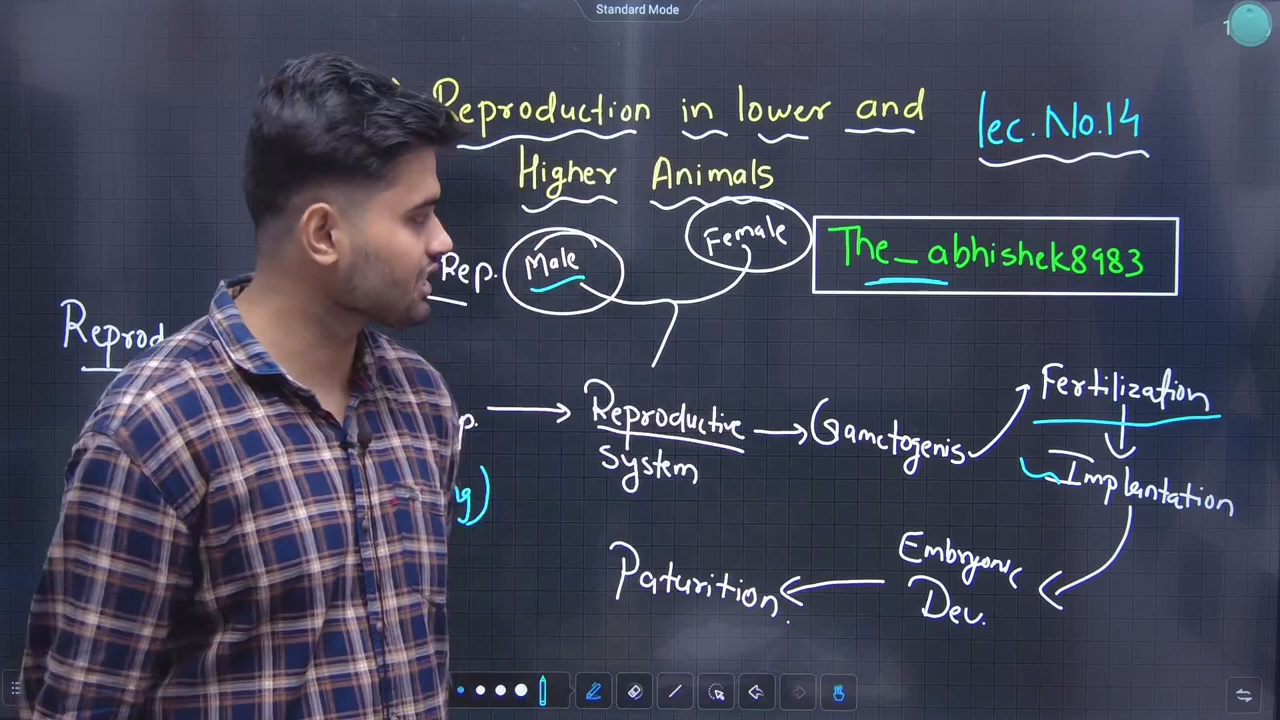 Standard Mode
Reproduction in lower and
Higher Animals
lec. No.14
Male
Female
The_abhishek8983
Rep.
Reprod
p.
Reproductive
system
Gametogenis
Fertilization
Implantation
Embryonic
Dev.
Paturition